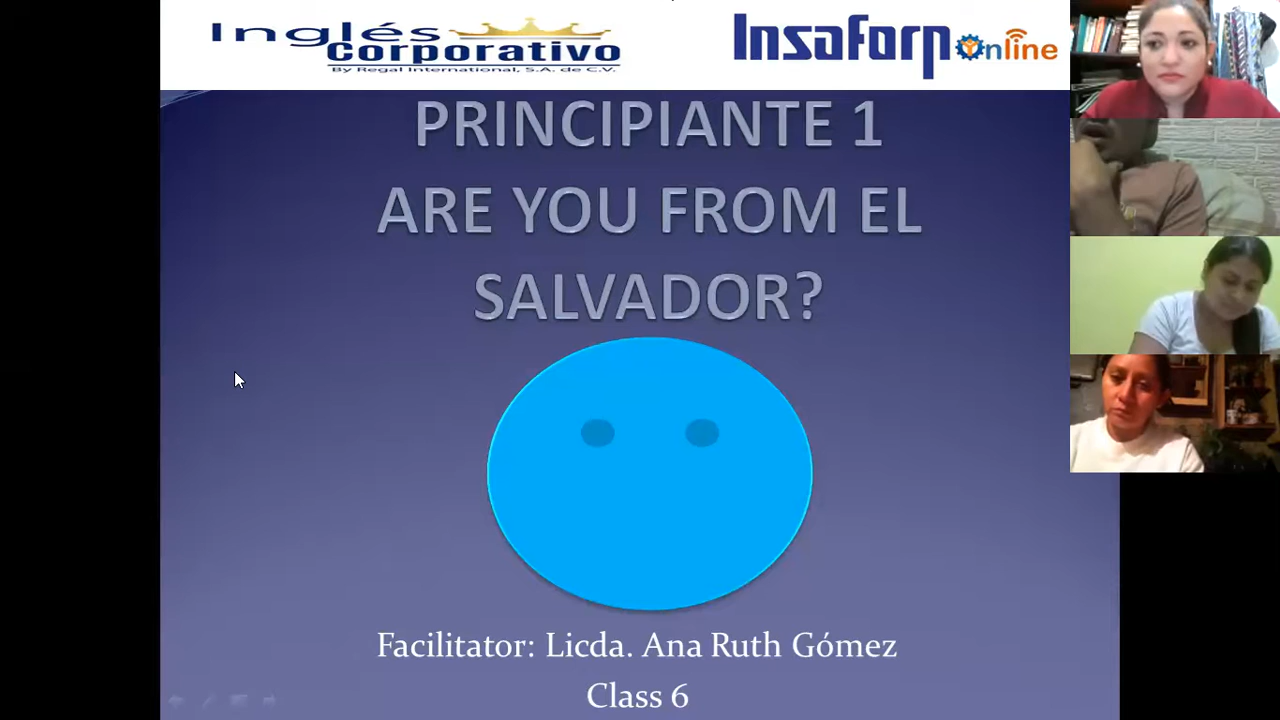 Inglés
Corporativo
By Regal International, S.A. de C.V.
Insaforp Online
PRINCIPIANTE 1
ARE YOU FROM EL
SALVADOR?
Facilitator: Licda. Ana Ruth Gómez
Class 6